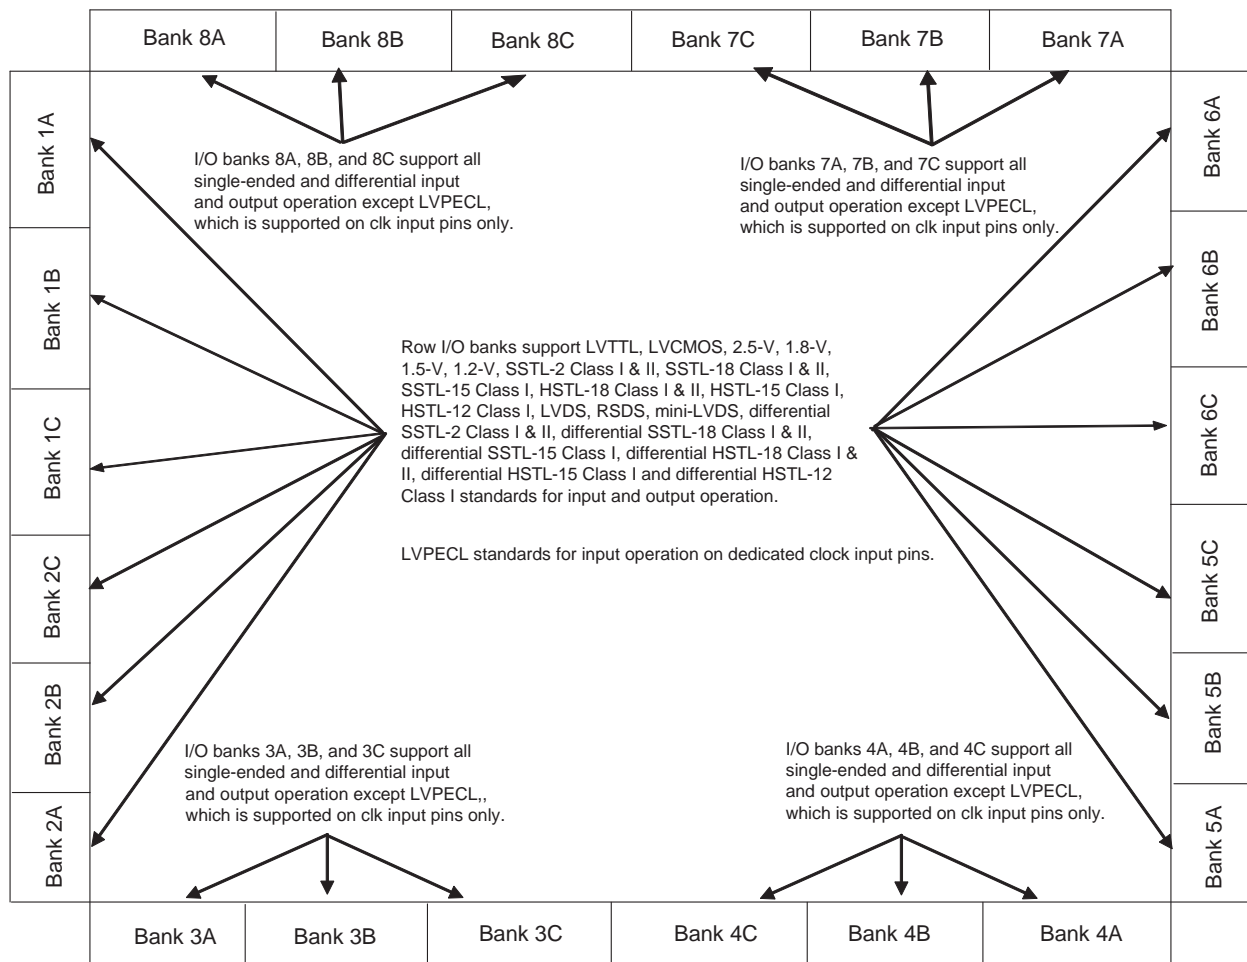 Bank 8A
Bank 8B
Bank 8C
Bank 7C
Bank 7B
Bank 7A
Bank 1A
Bank 1B
Bank 1C
Bank 2C
Bank 2B
Bank 2A
Bank 6A
Bank 6B
Bank 6C
Bank 5C
Bank 5B
Bank 5A
I/O banks 8A, 8B, and 8C support all
single-ended and differential input
and output operation except LVPECL,
which is supported on clk input pins only.
I/O banks 7A, 7B, and 7C support all
single-ended and differential input
and output operation except LVPECL,
which is supported on clk input pins only.
Row I/O banks support LVTTL, LVCMOS, 2.5-V, 1.8-V,
1.5-V, 1.2-V, SSTL-2 Class I & II, SSTL-18 Class I & II,
SSTL-15 Class I, HSTL-18 Class I & II, HSTL-15 Class I,
HSTL-12 Class I, LVDS, RSDS, mini-LVDS, differential
SSTL-2 Class I & II, differential SSTL-18 Class I & II,
differential SSTL-15 Class I, differential HSTL-18 Class I &
II, differential HSTL-15 Class I and differential HSTL-12
Class I standards for input and output operation.
LVPECL standards for input operation on dedicated clock input pins.
I/O banks 3A, 3B, and 3C support all
single-ended and differential input
and output operation except LVPECL,,
which is supported on clk input pins only.
I/O banks 4A, 4B, and 4C support all
single-ended and differential input
and output operation except LVPECL,
which is supported on clk input pins only.
Bank 3A
Bank 3B
Bank 3C
Bank 4C
Bank 4B
Bank 4A